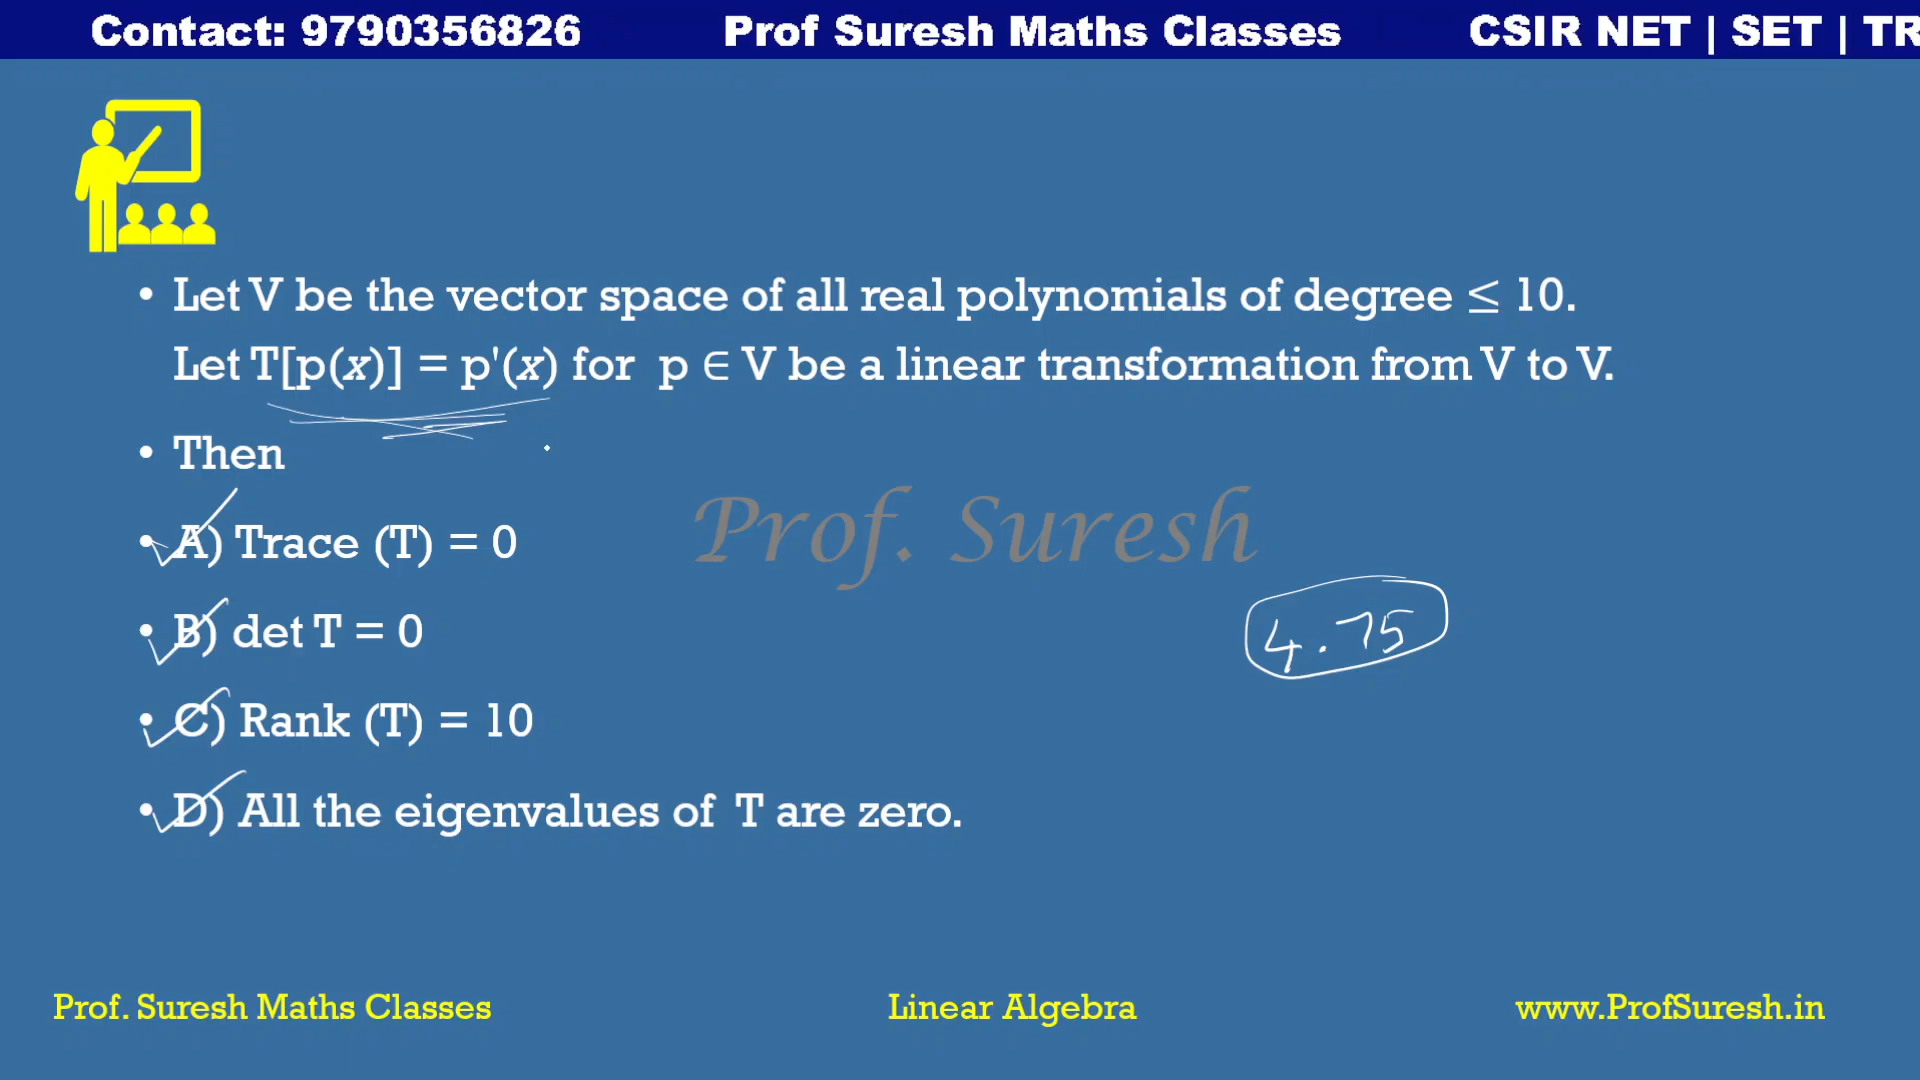 Contact: 9790356826 Prof Suresh Maths Classes CSIR NET | SET | TR
• Let V be the vector space of all real polynomials of degree ≤ 10.
Let T[p(x)] = p'(x) for p ∈ V be a linear transformation from V to V.
• Then
Prof. Suresh
• A) Trace (T) = 0
• B) det T = 0
4.75
• C) Rank (T) = 10
• D) All the eigenvalues of T are zero.
Prof. Suresh Maths Classes Linear Algebra www.ProfSuresh.in